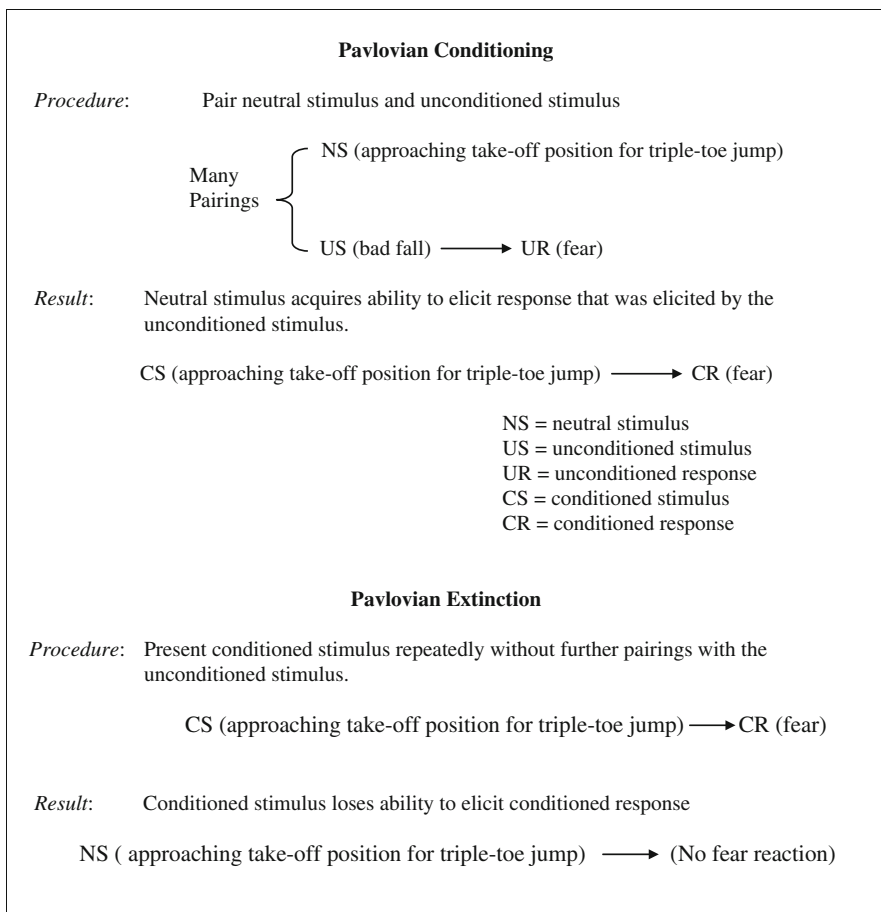 Pavlovian Conditioning
Procedure: Pair neutral stimulus and unconditioned stimulus
NS (approaching take-off position for triple-toe jump)
Many
Pairings
US (bad fall) → UR (fear)
Result: Neutral stimulus acquires ability to elicit response that was elicited by the
unconditioned stimulus.
CS (approaching take-off position for triple-toe jump) → CR (fear)
NS = neutral stimulus
US = unconditioned stimulus
UR = unconditioned response
CS = conditioned stimulus
CR = conditioned response
Pavlovian Extinction
Procedure: Present conditioned stimulus repeatedly without further pairings with the
unconditioned stimulus.
CS (approaching take-off position for triple-toe jump) → CR (fear)
Result: Conditioned stimulus loses ability to elicit conditioned response
NS ( approaching take-off position for triple-toe jump) → (No fear reaction)